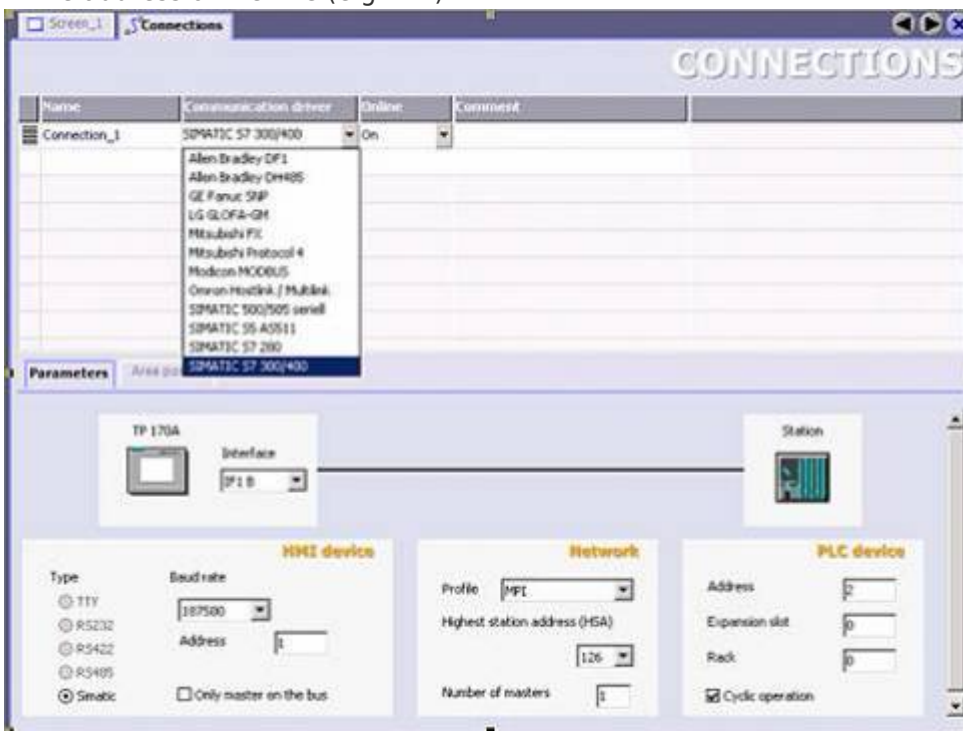 Screen_1 Connections
CONNECTIONS
Name Communication driver Online Comment
Connection_1 SIMATIC S7 300/400 On
Allen Bradley DF1
Allen Bradley DH485
GE Fanuc SNP
LG GLOFA-GM
Mitsubishi FX
Mitsubishi Protocol 4
Modicon MODBUS
Omron Hostlink / Multilink
SIMATIC 500/505 seriell
SIMATIC S5 AS511
SIMATIC S7 200
SIMATIC S7 300/400
Parameters Area
TP 170A
Interface
IF1 B
Station
HMI device
Type
TTY
RS232
RS422
RS485
Simatic
Baud rate
187500
Address 1
Only master on the bus
Network
Profile MPI
Highest station address (HSA)
126
Number of masters 1
PLC device
Address 2
Expansion slot 0
Rack 0
Cyclic operation